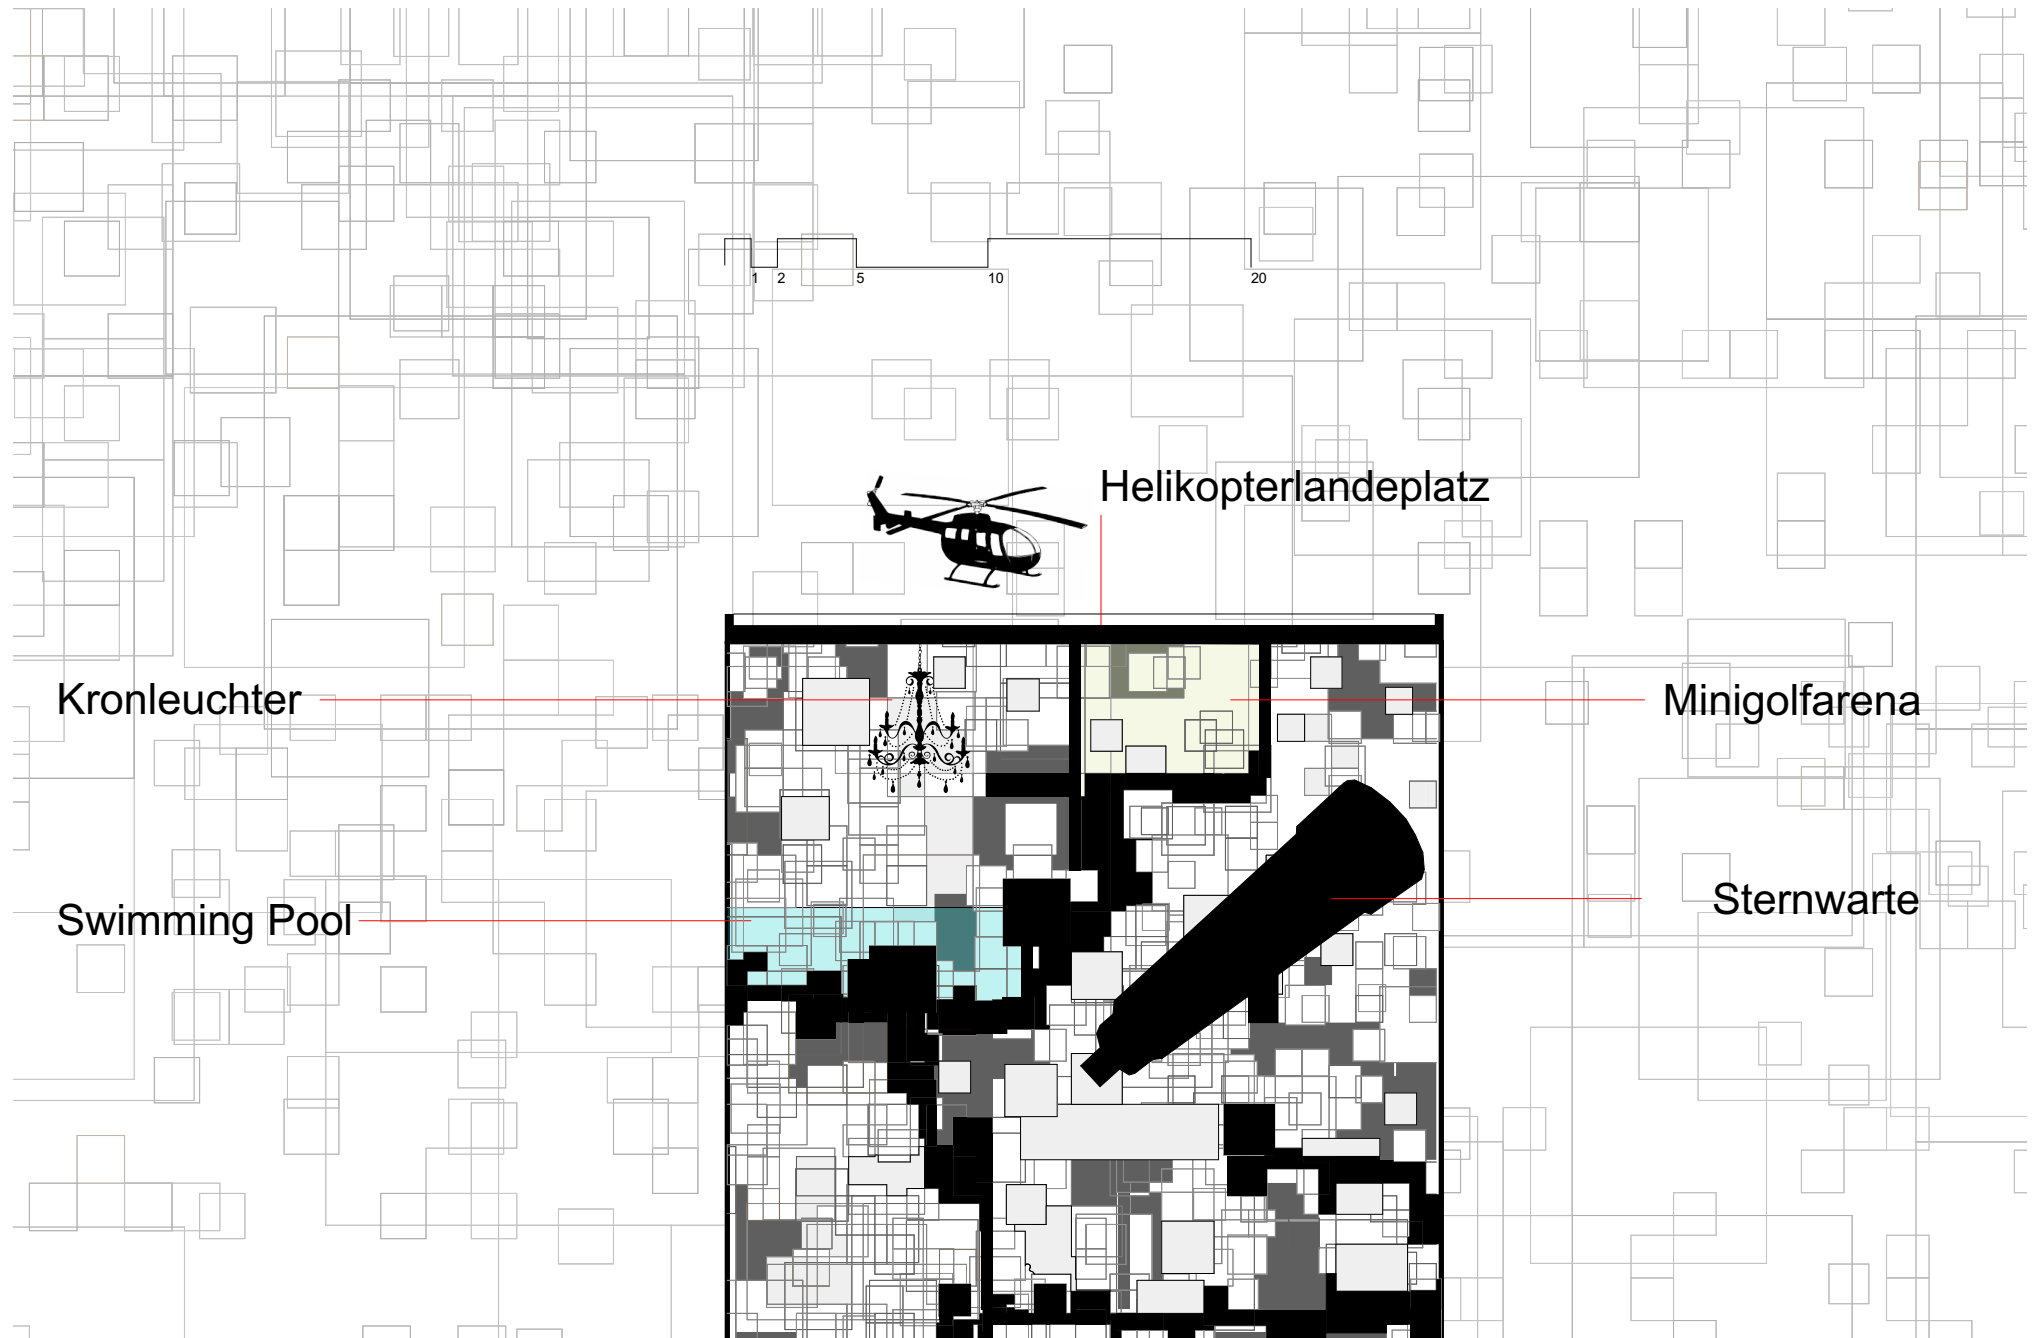 1 2 5 10 20
Helikopterlandeplatz
Kronleuchter
Minigolfarena
Swimming Pool
Sternwarte